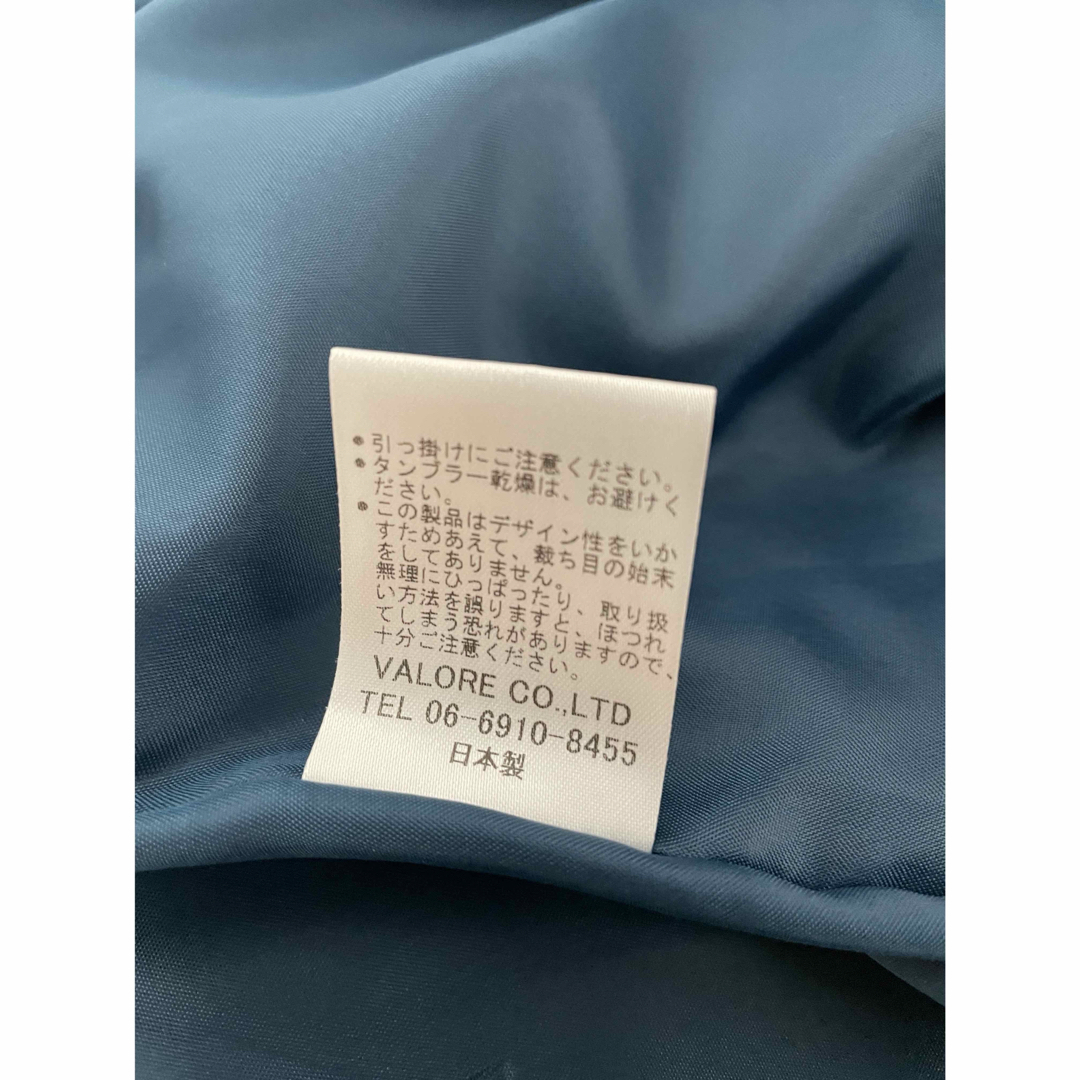 ●引っ掛けにご注意ください。
●タンブラー乾燥は、お避けく
ださい。
●この製品はデザイン性をいか
すためあえて、裁ち目の始末
をしてありません。
無理にひっぱったり、取り扱
い方法を誤りますと、ほつれ
てしまう恐れがありますので、
十分ご注意ください。
VALORE CO.,LTD
TEL 06-6910-8455
日本製